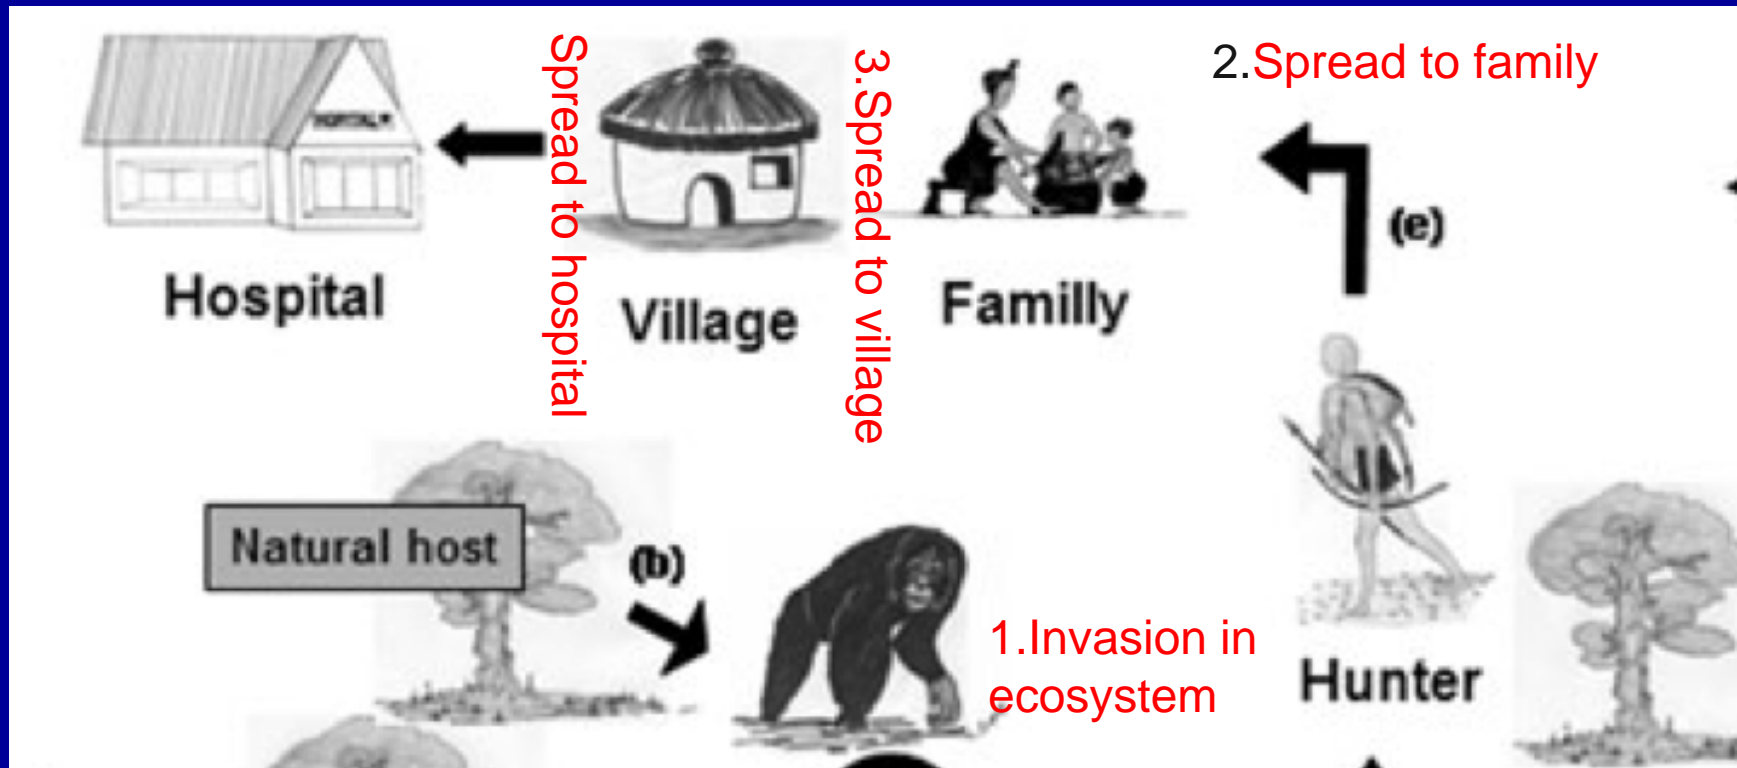 2.Spread to family
3.Spread to village
Spread to hospital
HOSPITAL
(e)
Hospital
Village
Familly
Natural host
(b)
1.Invasion in
ecosystem
Hunter